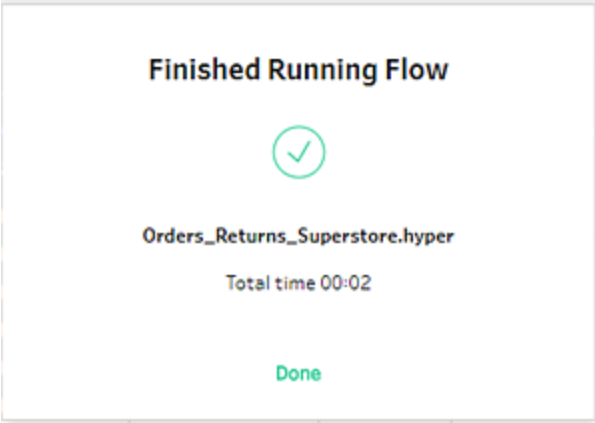 Finished Running Flow
Orders_Returns_Superstore.hyper
Total time 00:02
Done